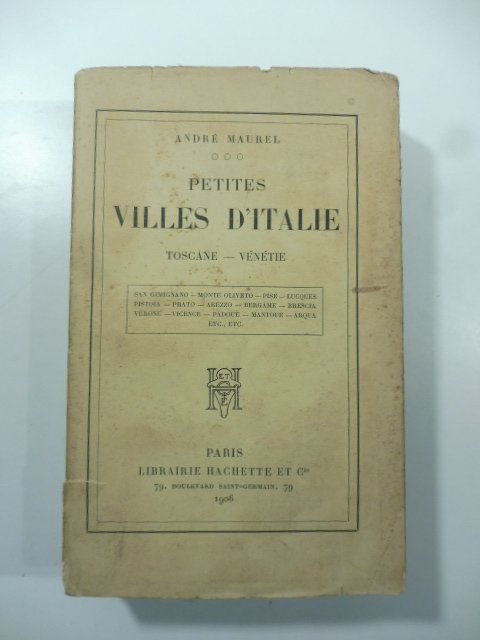 ANDRÉ MAUREL
PETITES
VILLES D'ITALIE
TOSCANE — VÉNÉTIE
SAN GIMIGNANO — MONTE OLIVETO — PISE — LUCQUES
PISTOIA — PRATO — AREZZO — BERGAME — BRESCIA
VÉRONE — VICENCE — PADOUE — MANTOUE — ARQUA
ETC., ETC.
PARIS
LIBRAIRIE HACHETTE ET Cie
79, BOULEVARD SAINT-GERMAIN, 79
1906